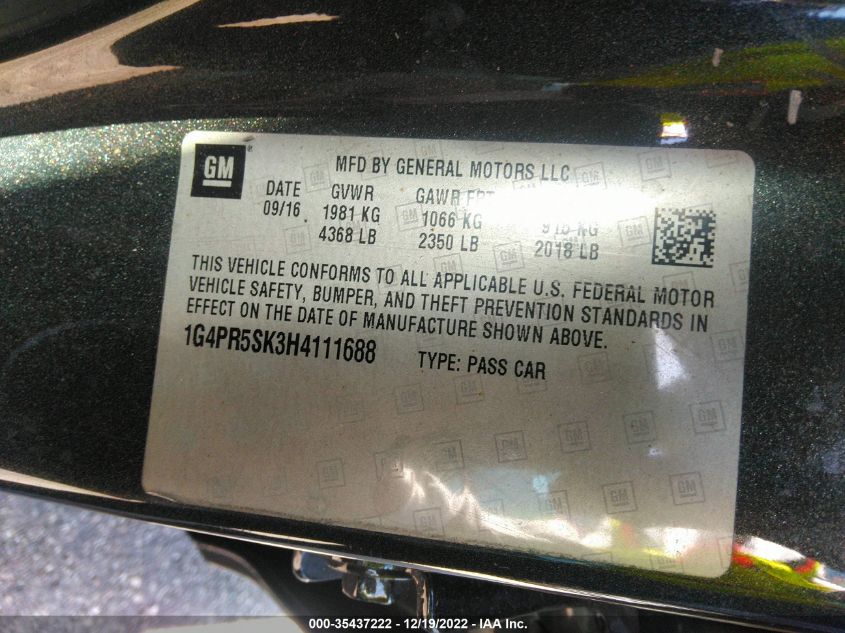 GM
MFD BY GENERAL MOTORS LLC
DATE GVWR GAWR
09/16 1981 KG 1066 KG KG
4368 LB 2350 LB 2018 LB
THIS VEHICLE CONFORMS TO ALL APPLICABLE U.S. FEDERAL MOTOR
VEHICLE SAFETY, BUMPER, AND THEFT PREVENTION STANDARDS IN
EFFECT ON THE DATE OF MANUFACTURE SHOWN ABOVE.
1G4PR5SK3H4111688 TYPE: PASS CAR
000-35437222 - 12/19/2022 - © IAA Inc.